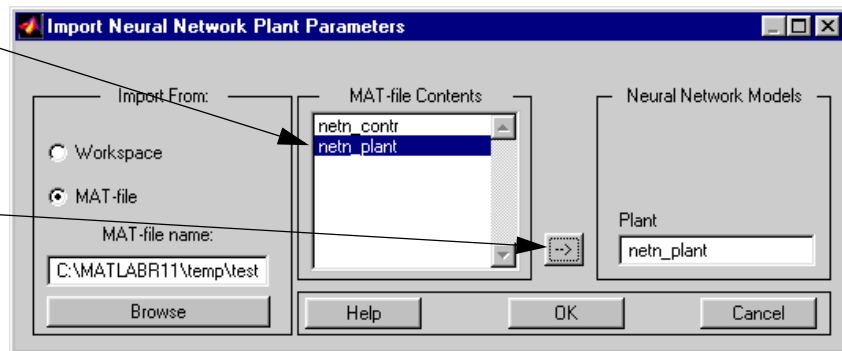 Import Neural Network Plant Parameters
Import From:
Workspace
MAT-file
MAT-file name:
C:\MATLABR11\temp\test
Browse
MAT-file Contents
netn_contr
netn_plant
-->
Neural Network Models
Plant
netn_plant
Help
OK
Cancel